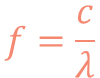 f = c/λ